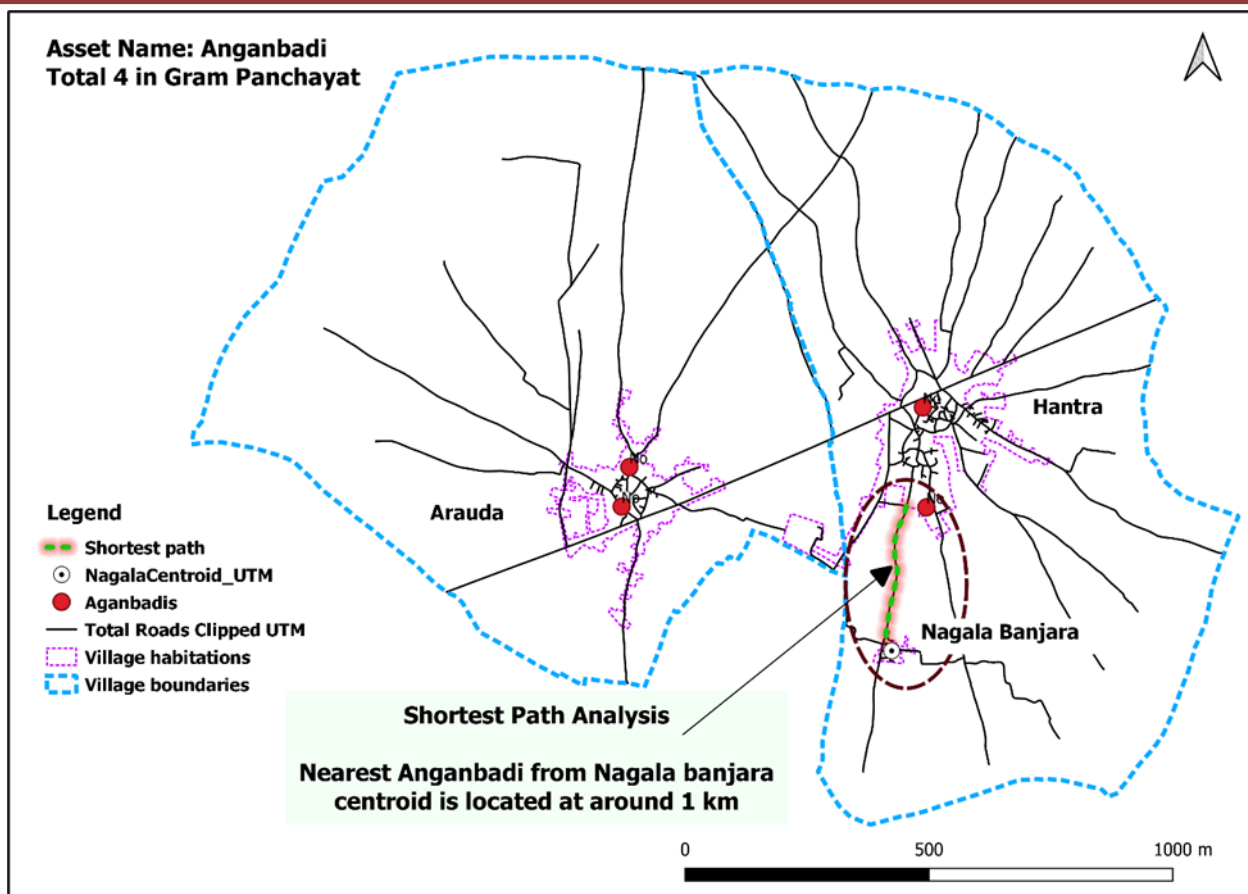 Asset Name: Anganbadi
Total 4 in Gram Panchayat
Hantra
Arauda
Nagala Banjara
No
No
Legend
Shortest path
NagalaCentroid_UTM
Aganbadis
Total Roads Clipped UTM
Village habitations
Village boundaries
Shortest Path Analysis
Nearest Anganbadi from Nagala banjara
centroid is located at around 1 km
0 500 1000 m